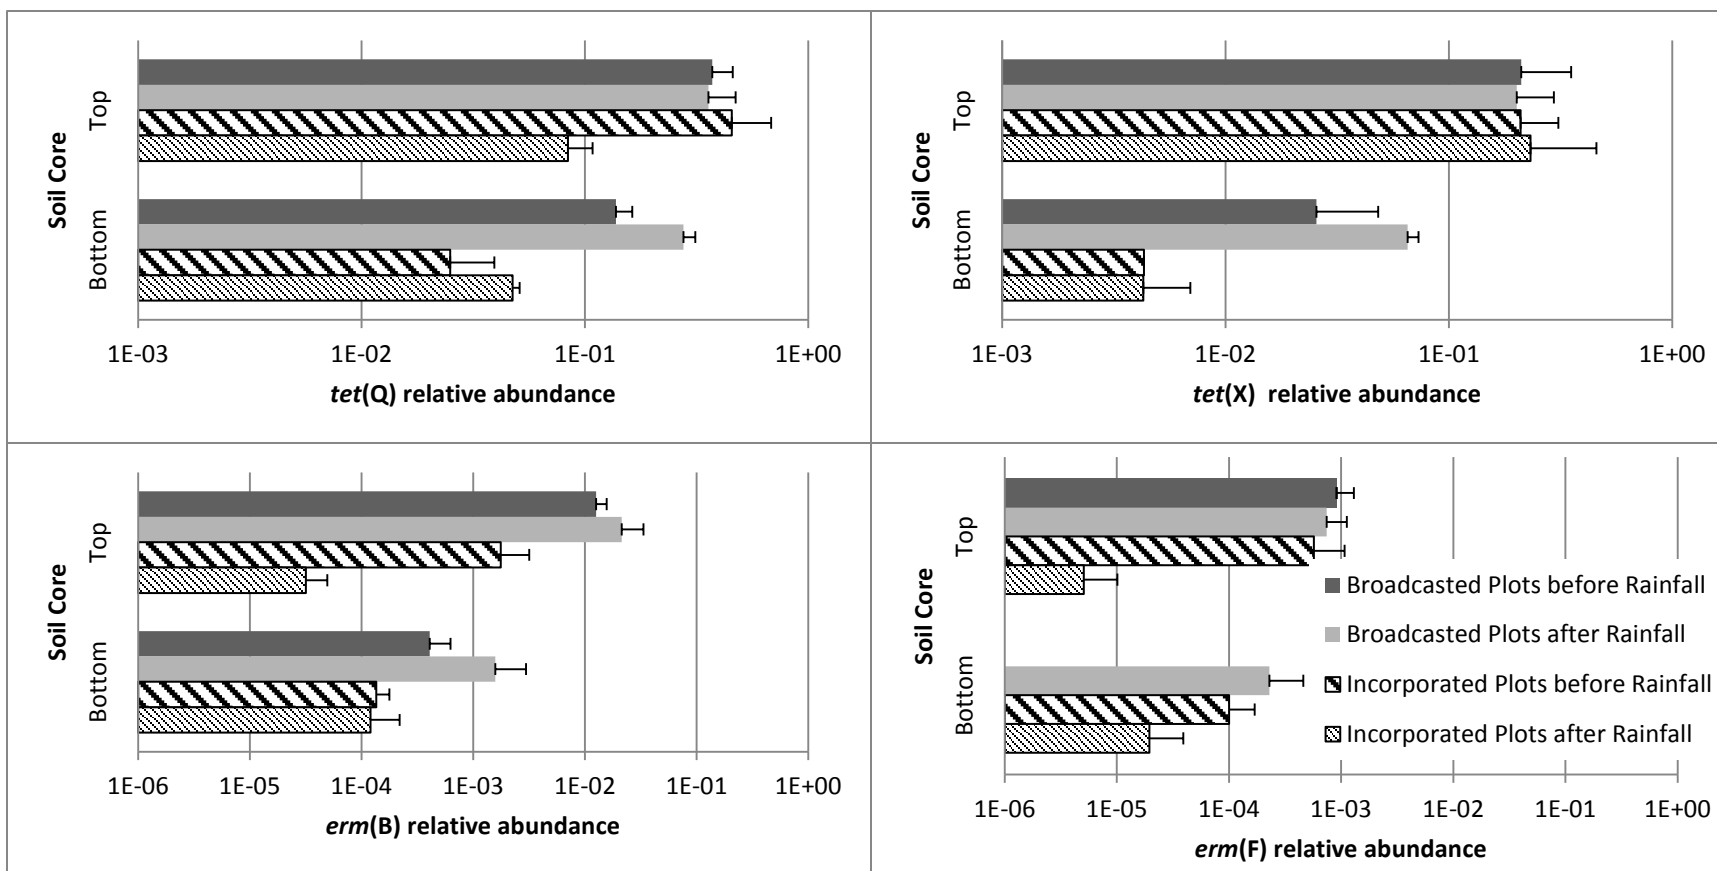 Soil Core
Top
Bottom
1E-03 1E-02 1E-01 1E+00
tet(Q) relative abundance
Soil Core
Top
Bottom
1E-03 1E-02 1E-01 1E+00
tet(X) relative abundance
Soil Core
Top
Bottom
1E-06 1E-05 1E-04 1E-03 1E-02 1E-01 1E+00
erm(B) relative abundance
Soil Core
Top
Bottom
Broadcasted Plots before Rainfall
Broadcasted Plots after Rainfall
Incorporated Plots before Rainfall
Incorporated Plots after Rainfall
1E-06 1E-05 1E-04 1E-03 1E-02 1E-01 1E+00
erm(F) relative abundance